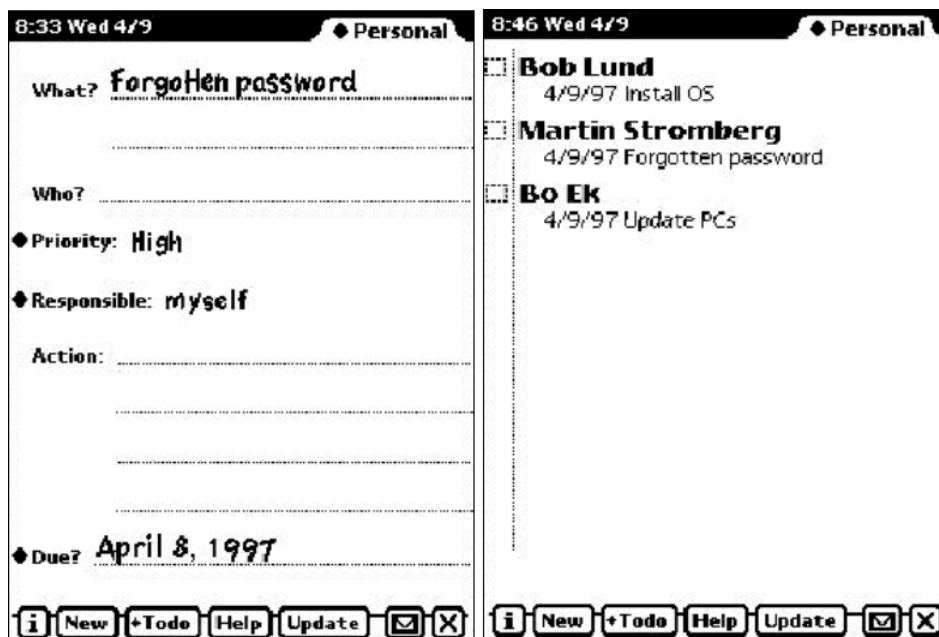 8:33 Wed 4/9
Personal
What? Forgotten password
Who?
Priority: High
Responsible: myself
Action:
Due? April 8, 1997
i New +Todo Help Update X
8:46 Wed 4/9
Personal
Bob Lund
4/9/97 Install OS
Martin Stromberg
4/9/97 Forgotten password
Bo Ek
4/9/97 Update PCs
i New +Todo Help Update X